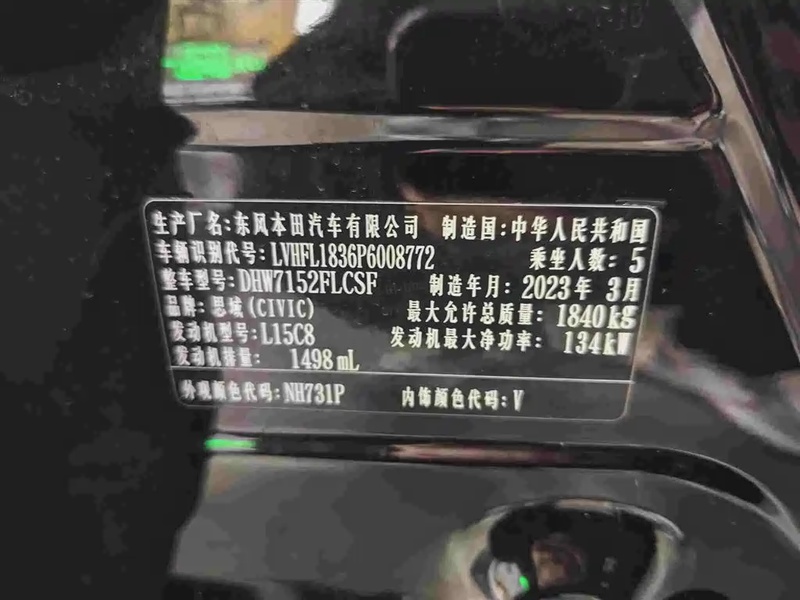 生产厂名:东风本田汽车有限公司 制造国:中华人民共和国
车辆识别代号:LVHFL1836P6008772 乘坐人数:5
整车型号:DHW7152FLCSF 制造年月:2023年 3月
品牌:思域(CIVIC) 最大允许总质量:1840kg
发动机型号:L15C8 发动机最大净功率:134kW
发动机排量: 1498mL
外观颜色代码:NH731P 内饰颜色代码:V